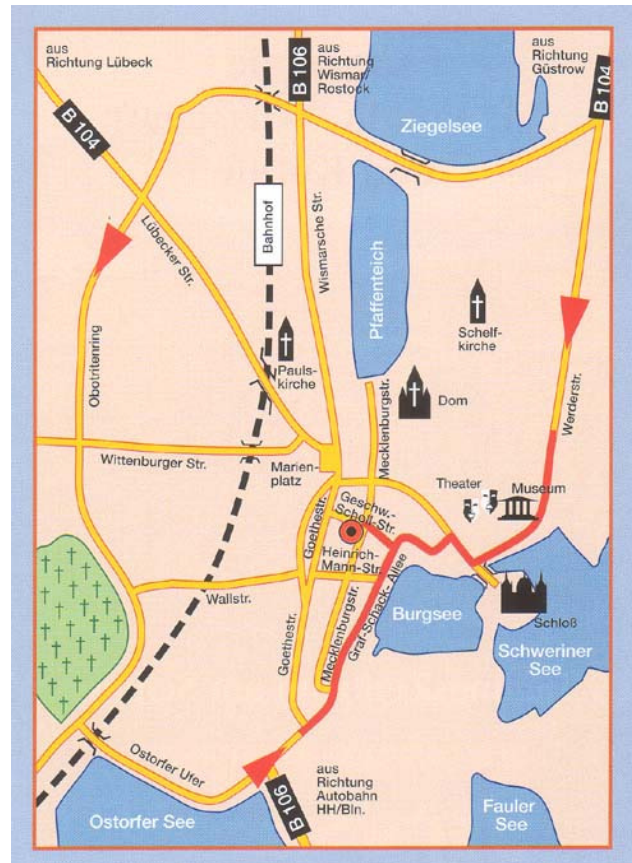 aus
Richtung Lübeck
B 104
B 106
aus
Richtung
Wismar/
Rostock
aus
Richtung
Güstrow
B 104
Ziegelsee
Lübecker Str.
Bahnhof
Wismarsche Str.
Pfaffenteich
Schelf-
kirche
Obotritenring
Pauls-
kirche
Dom
Werderstr.
Mecklenburgstr.
Wittenburger Str.
Marien-
platz
Theater
Museum
Geschw.-
Scholl-Str.
Goethestr.
Heinrich-
Mann-Str.
Wallstr.
Graf-Schack-Allee
Mecklenburgstr.
Goethestr.
Burgsee
Schloß
Schweriner
See
Ostorfer Ufer
Ostorfer See
B 106
aus
Richtung
Autobahn
HH/Bln.
Fauler
See